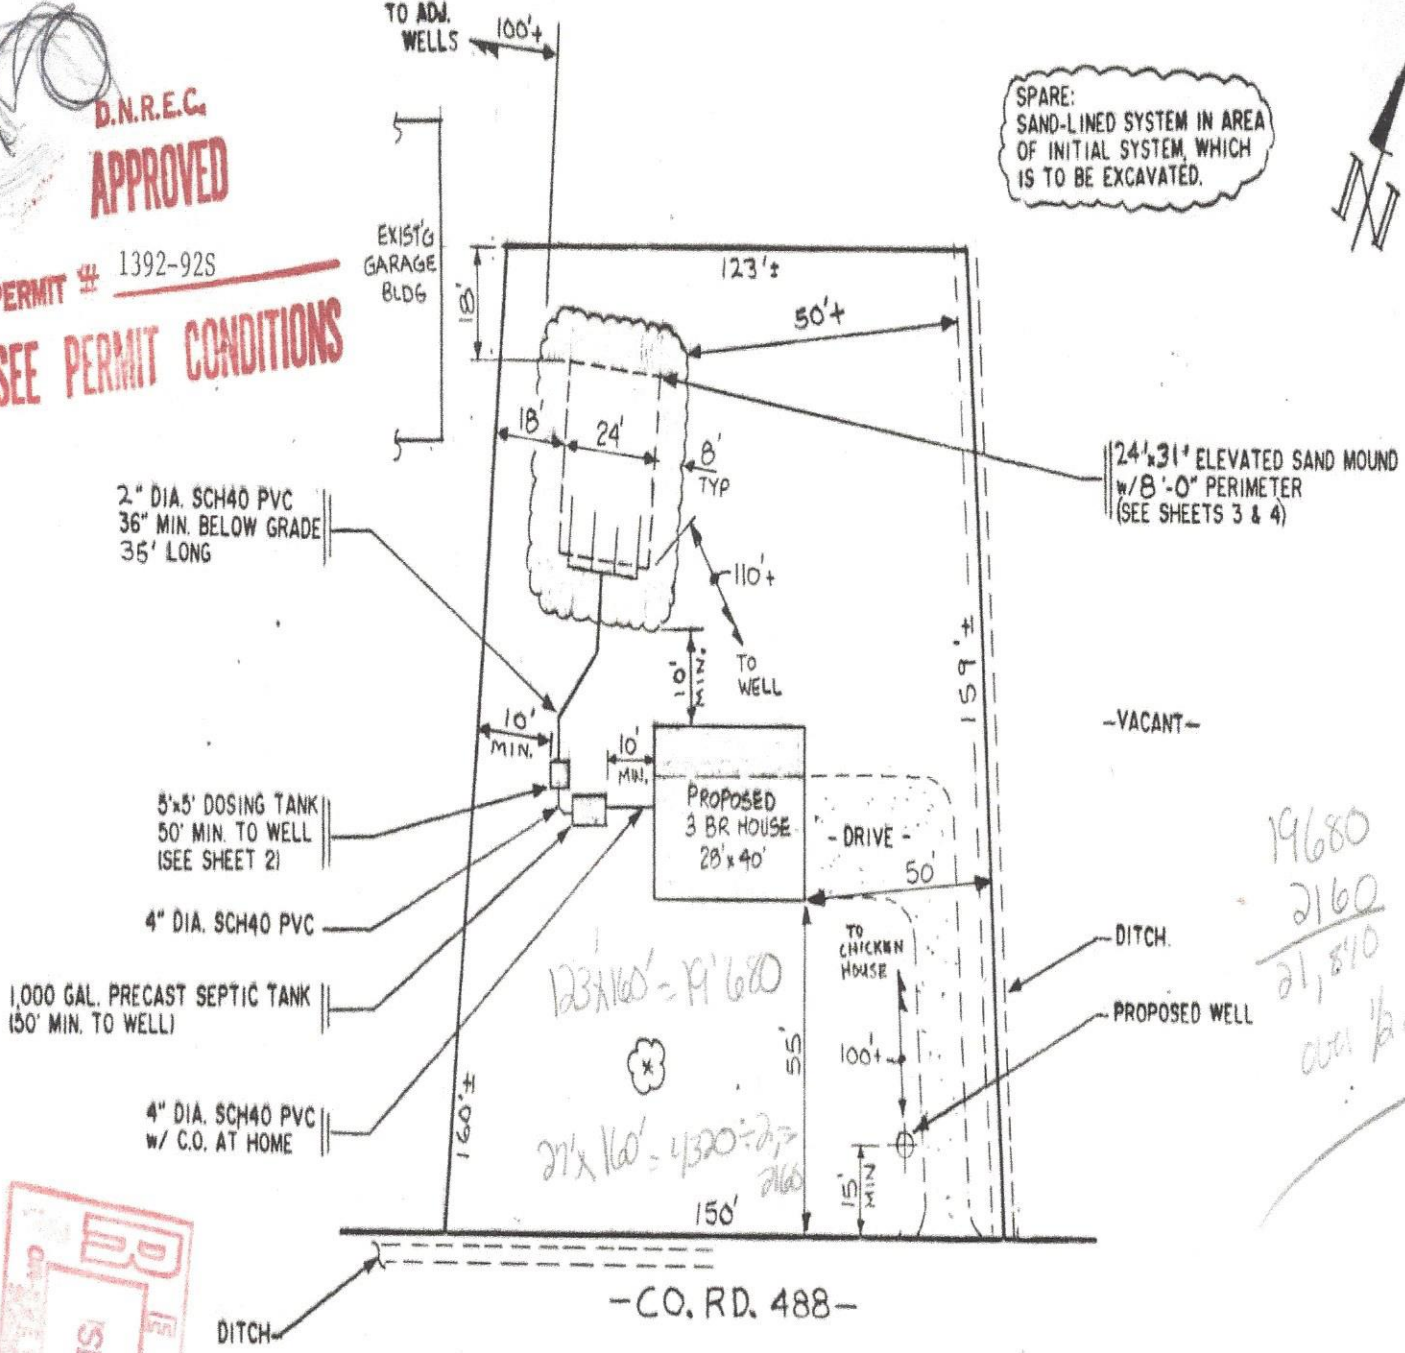 TO ADJ.
WELLS
100'+
D.N.R.E.C.
APPROVED
PERMIT # 1392-92S
SEE PERMIT CONDITIONS
SPARE:
SAND-LINED SYSTEM IN AREA
OF INITIAL SYSTEM, WHICH
IS TO BE EXCAVATED.
N
EXIST'G
GARAGE
BLDG
18'
123'±
50'+
18'
24'
8'
TYP
24'x31' ELEVATED SAND MOUND
w/8'-0" PERIMETER
(SEE SHEETS 3 & 4)
2" DIA. SCH40 PVC
36" MIN. BELOW GRADE
35' LONG
110'+
TO
WELL
10'
MIN.
159'±
-VACANT-
10'
MIN.
10'
MIN.
5'x5' DOSING TANK
50' MIN. TO WELL
(SEE SHEET 2)
PROPOSED
3 BR HOUSE
28'x40'
- DRIVE -
50'
19680
2160
21,840
over 1/2
4" DIA. SCH40 PVC
TO
CHICKEN
HOUSE
DITCH.
1,000 GAL. PRECAST SEPTIC TANK
(50' MIN. TO WELL)
123'x160' = 19'680
PROPOSED WELL
100'+
55'
4" DIA. SCH40 PVC
w/ C.O. AT HOME
160'±
27'x160' = 4320÷2=
2160
15'
MIN
150'
DITCH
-CO. RD. 488-